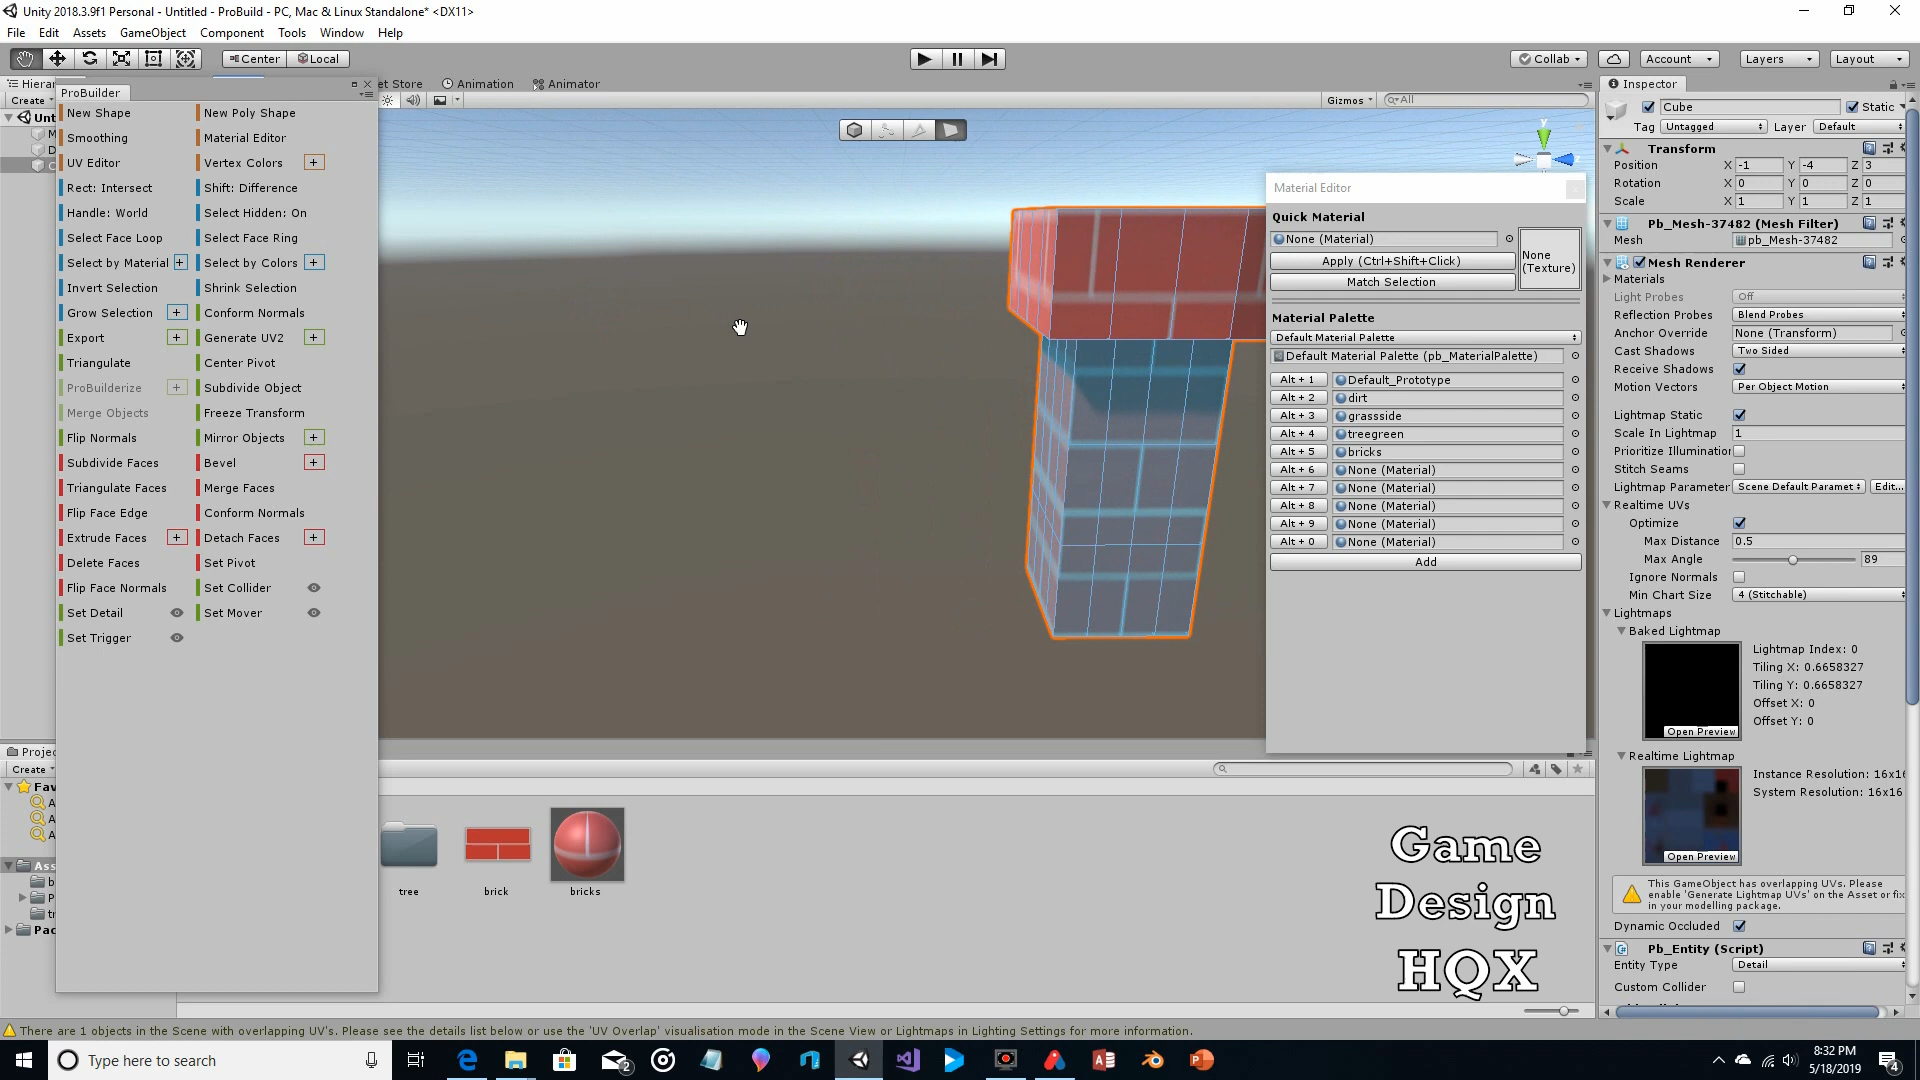 Unity 2018.3.9f1 Personal - Untitled - ProBuild - PC, Mac & Linux Standalone* <DX11>
File Edit Assets GameObject Component Tools Window Help
Center Local
Collab Account Layers Layout
Hierar
et Store Animation Animator
Create
Gizmos All
ProBuilder
New Shape New Poly Shape
Smoothing Material Editor
UV Editor Vertex Colors +
Rect: Intersect Shift: Difference
Handle: World Select Hidden: On
Select Face Loop Select Face Ring
Select by Material + Select by Colors +
Invert Selection Shrink Selection
Grow Selection + Conform Normals
Export + Generate UV2 +
Triangulate Center Pivot
ProBuilderize + Subdivide Object
Merge Objects Freeze Transform
Flip Normals Mirror Objects +
Subdivide Faces Bevel +
Triangulate Faces Merge Faces
Flip Face Edge Conform Normals
Extrude Faces + Detach Faces +
Delete Faces Set Pivot
Flip Face Normals Set Collider
Set Detail Set Mover
Set Trigger
Unt
M
D
C
y
Material Editor
Quick Material
None (Material)
Apply (Ctrl+Shift+Click)
Match Selection
None
(Texture)
Material Palette
Default Material Palette
Default Material Palette (pb_MaterialPalette)
Alt + 1 Default_Prototype
Alt + 2 dirt
Alt + 3 grassside
Alt + 4 treegreen
Alt + 5 bricks
Alt + 6 None (Material)
Alt + 7 None (Material)
Alt + 8 None (Material)
Alt + 9 None (Material)
Alt + 0 None (Material)
Add
Inspector
Cube Static
Tag Untagged Layer Default
Transform
Position X -1 Y -4 Z 3
Rotation X 0 Y 0 Z 0
Scale X 1 Y 1 Z 1
Pb_Mesh-37482 (Mesh Filter)
Mesh pb_Mesh-37482
Mesh Renderer
Materials
Light Probes Off
Reflection Probes Blend Probes
Anchor Override None (Transform)
Cast Shadows Two Sided
Receive Shadows
Motion Vectors Per Object Motion
Lightmap Static
Scale In Lightmap 1
Prioritize Illumination
Stitch Seams
Lightmap Parameter Scene Default Paramet Edit...
Realtime UVs
Optimize
Max Distance 0.5
Max Angle 89
Ignore Normals
Min Chart Size 4 (Stitchable)
Lightmaps
Baked Lightmap
Lightmap Index: 0
Tiling X: 0.6658327
Tiling Y: 0.6658327
Offset X: 0
Offset Y: 0
Open Preview
Realtime Lightmap
Instance Resolution: 16x16
System Resolution: 16x16
Open Preview
This GameObject has overlapping UVs. Please
enable 'Generate Lightmap UVs' on the Asset or fix
in your modelling package.
Dynamic Occluded
Pb_Entity (Script)
Entity Type Detail
Custom Collider
Projec
Create
Fav
A
A
A
Ass
b
P
tr
Pac
tree brick bricks
Game
Design
HQX
There are 1 objects in the Scene with overlapping UV's. Please see the details list below or use the 'UV Overlap' visualisation mode in the Scene View or Lightmaps in Lighting Settings for more information.
Type here to search
2
8:32 PM
5/18/2019
4